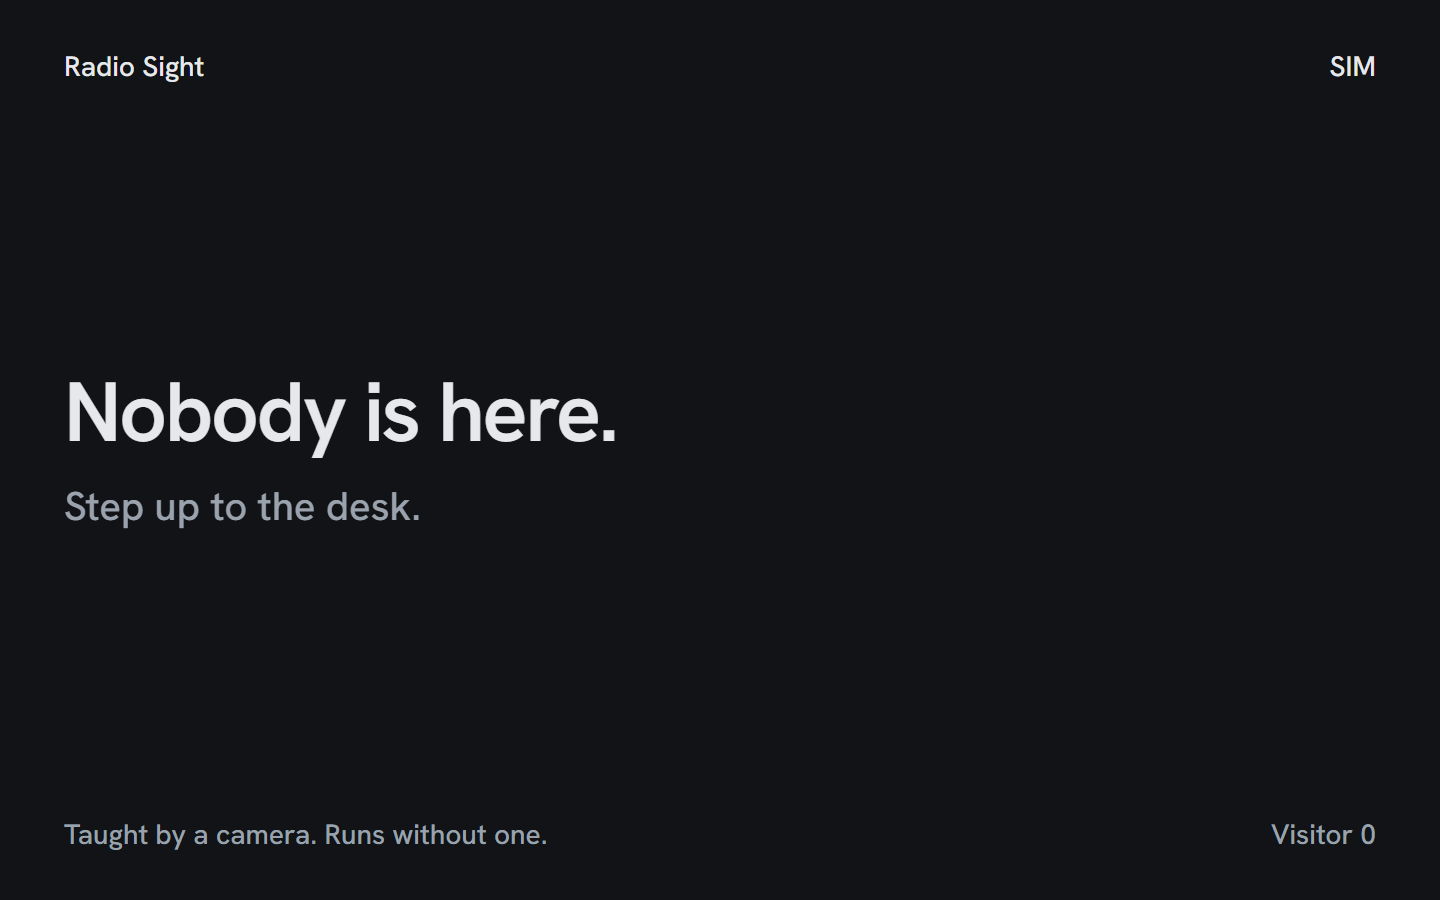 Radio Sight
SIM
Nobody is here.
Step up to the desk.
Taught by a camera. Runs without one.
Visitor 0